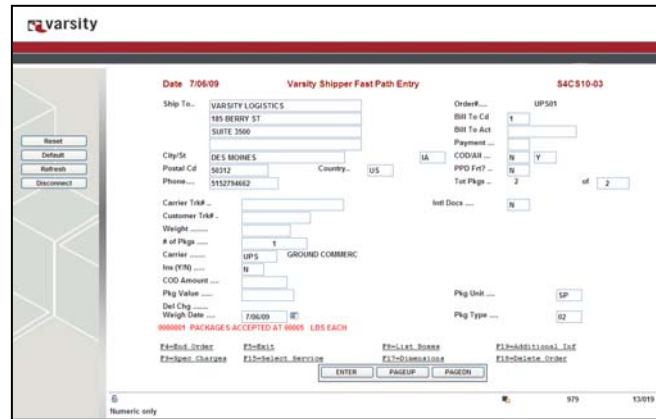 varsity
Date 7/06/09 Varsity Shipper Fast Path Entry S4CS10-03
Ship To.. VARSITY LOGISTICS Order#.... UPS01
185 BERRY ST Bill To Cd 1
SUITE 3500 Bill To Act
Payment ...
City/St DES MOINES IA COD/All ... N Y
Postal Cd 50312 Country.. US PPD Frt? .. N
Phone.... 5152794662 Tot Pkgs .. 2 of 2
Carrier Trk# .. Intl Docs .... N
Customer Trk# .
Weight ........
# of Pkgs ..... 1
Carrier ....... UPS GROUND COMMERC
Ins (Y/N) ..... N
COD Amount ....
Pkg Value ..... Pkg Unit .... SP
Del Chg .......
Weigh Date .... 7/06/09 Pkg Type .... 02
0000001 PACKAGES ACCEPTED AT 00005 LBS EACH
F4=End Order F3=Exit F8=List Boxes F13=Additional Inf
F9=Spec Charges F15=Select Service F17=Dimensions F18=Delete Order
ENTER PAGEUP PAGEDN
Reset
Default
Refresh
Disconnect
979 13/019
Numeric only